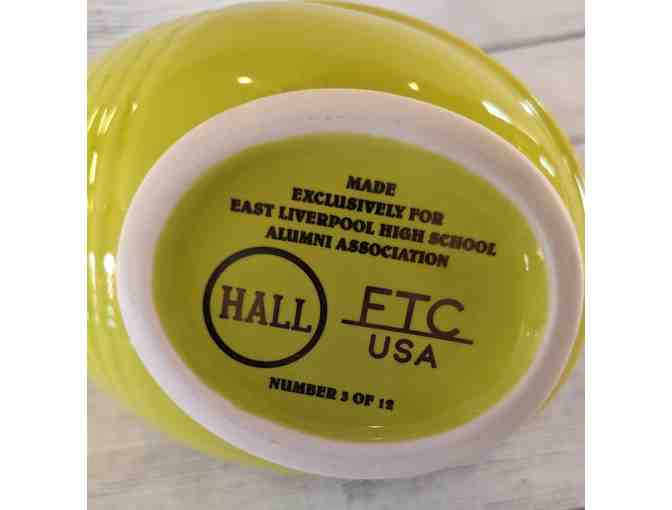 MADE
EXCLUSIVELY FOR
EAST LIVERPOOL HIGH SCHOOL
ALUMNI ASSOCIATION
HALL
FTC
USA
NUMBER 3 OF 12